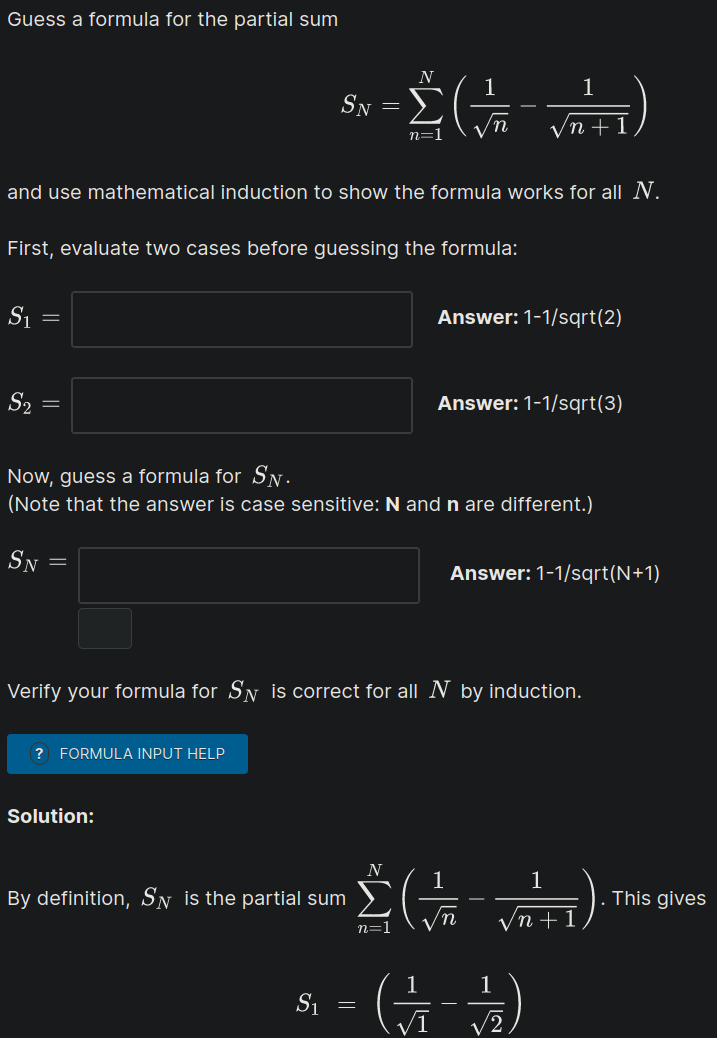 Guess a formula for the partial sum
$S_N = \sum_{n=1}^{N} \left( \frac{1}{\sqrt{n}} - \frac{1}{\sqrt{n+1}} \right)$
and use mathematical induction to show the formula works for all $N$.
First, evaluate two cases before guessing the formula:
$S_1 =$ Answer: 1-1/sqrt(2)
$S_2 =$ Answer: 1-1/sqrt(3)
Now, guess a formula for $S_N$.
(Note that the answer is case sensitive: N and n are different.)
$S_N =$ Answer: 1-1/sqrt(N+1)
Verify your formula for $S_N$ is correct for all $N$ by induction.
? FORMULA INPUT HELP
Solution:
By definition, $S_N$ is the partial sum $\sum_{n=1}^{N} \left( \frac{1}{\sqrt{n}} - \frac{1}{\sqrt{n+1}} \right)$. This gives
$S_1 = \left( \frac{1}{\sqrt{1}} - \frac{1}{\sqrt{2}} \right)$